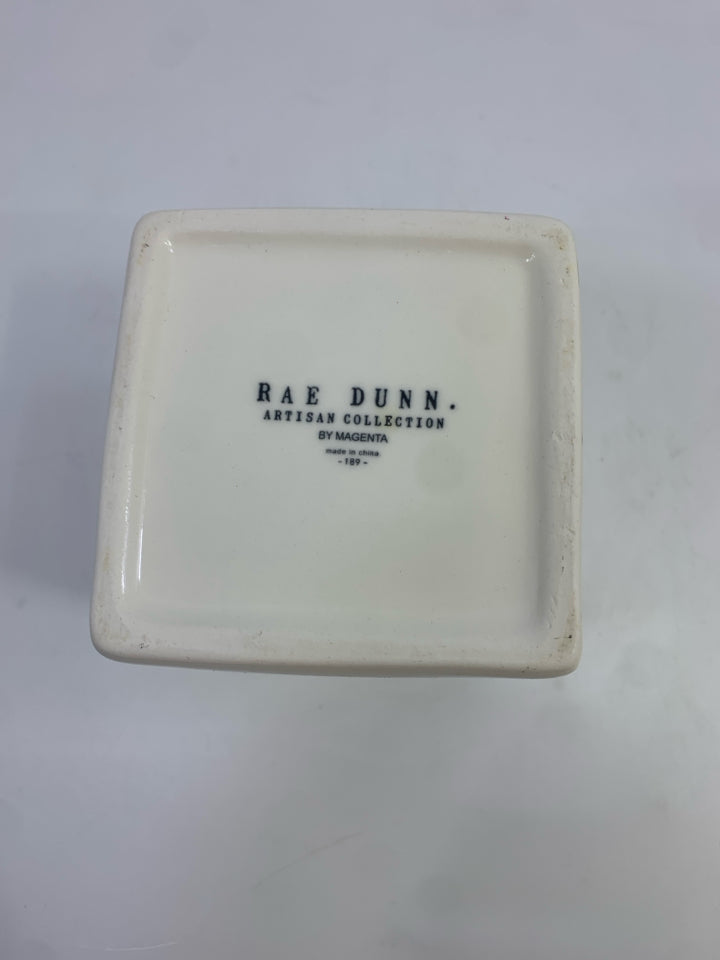 RAE DUNN.
ARTISAN COLLECTION
BY MAGENTA
made in china.
-189-